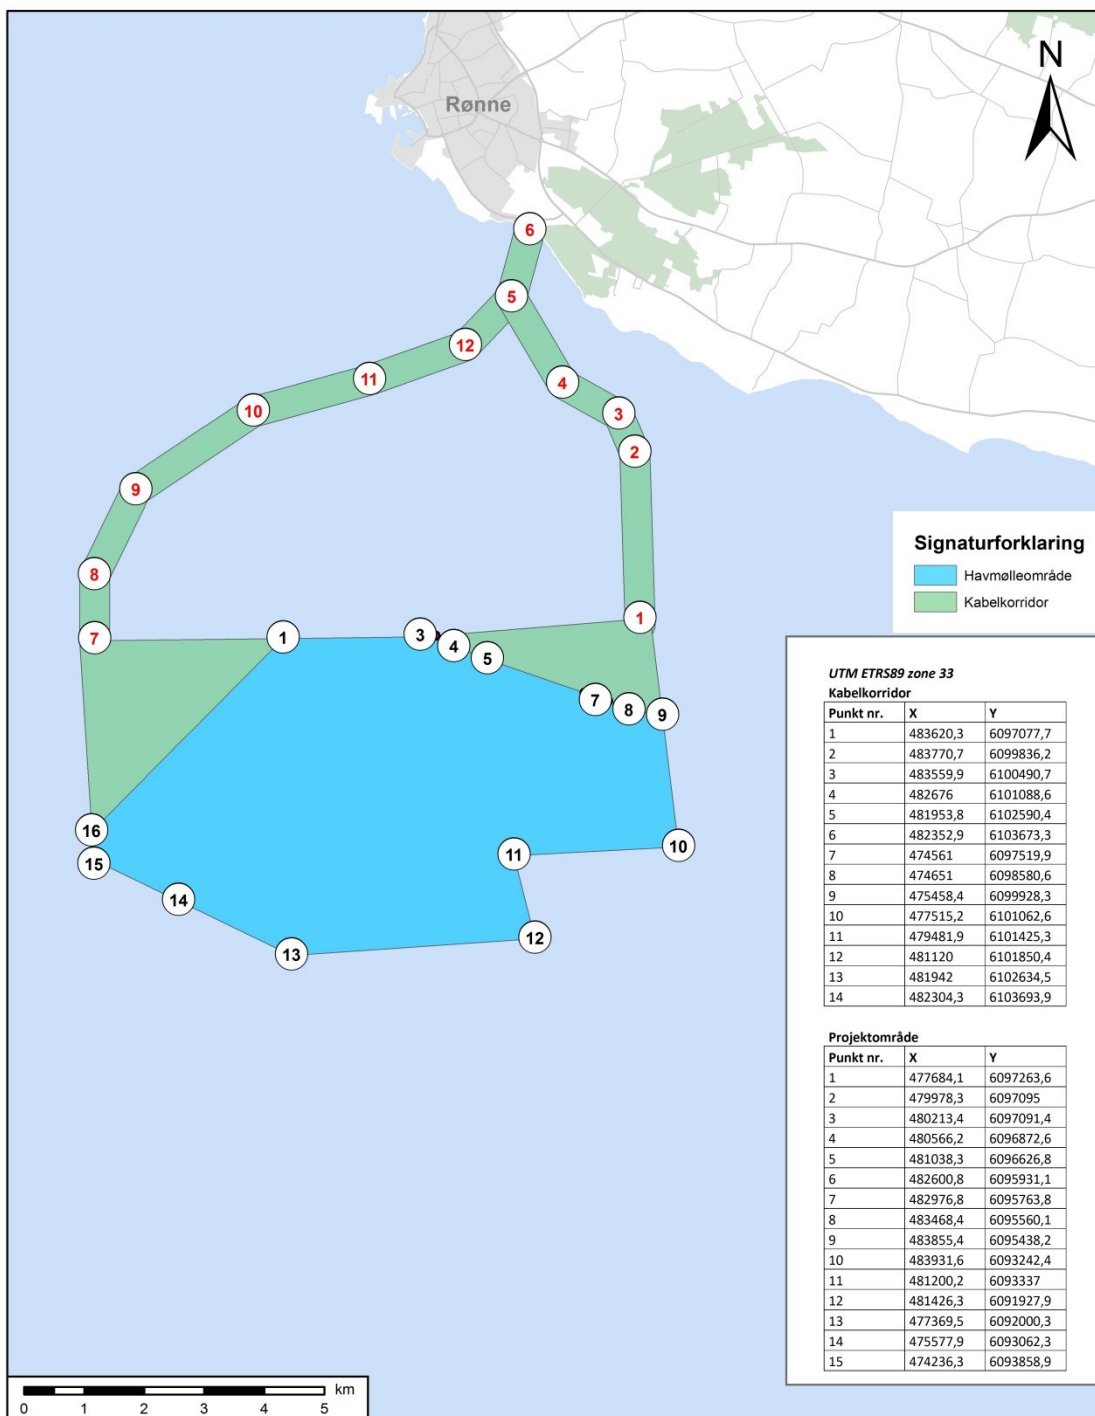 N
Rønne
6
5
12
11
4
10
3
2
9
8
1
7
1
3
4
5
7
8
9
16
15
11
10
14
12
13
Signaturforklaring
Havmølleområde
Kabelkorridor
UTM ETRS89 zone 33
Kabelkorridor
Punkt nr. X Y
1 483620,3 6097077,7
2 483770,7 6099836,2
3 483559,9 6100490,7
4 482676 6101088,6
5 481953,8 6102590,4
6 482352,9 6103673,3
7 474561 6097519,9
8 474651 6098580,6
9 475458,4 6099928,3
10 477515,2 6101062,6
11 479481,9 6101425,3
12 481120 6101850,4
13 481942 6102634,5
14 482304,3 6103693,9
Projektområde
Punkt nr. X Y
1 477684,1 6097263,6
2 479978,3 6097095
3 480213,4 6097091,4
4 480566,2 6096872,6
5 481038,3 6096626,8
6 482600,8 6095931,1
7 482976,8 6095763,8
8 483468,4 6095560,1
9 483855,4 6095438,2
10 483931,6 6093242,4
11 481200,2 6093337
12 481426,3 6091927,9
13 477369,5 6092000,3
14 475577,9 6093062,3
15 474236,3 6093858,9
km
0 1 2 3 4 5